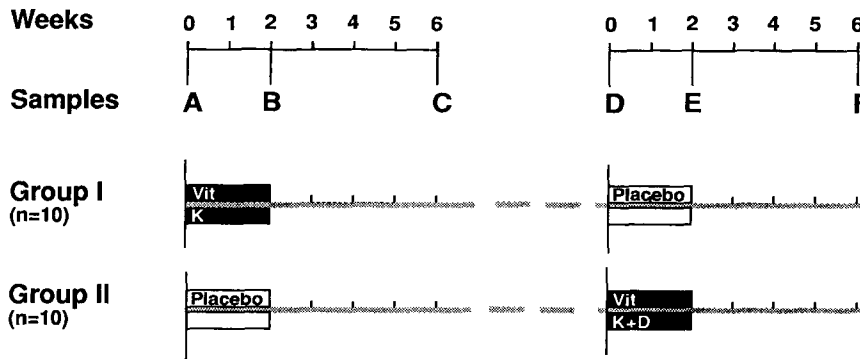 Weeks 0 1 2 3 4 5 6 0 1 2 3 4 5 6
Samples A B C D E F
Group I
(n=10)
Vit
K
Placebo
Group II
(n=10)
Placebo
Vit
K+D